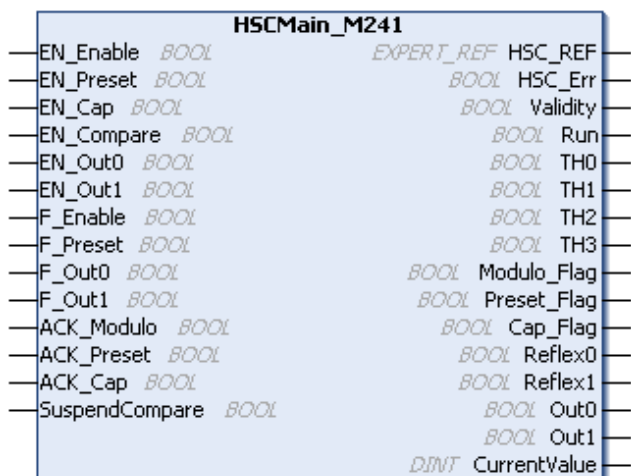 HSCMain_M241
EN_Enable BOOL EXPERT_REF HSC_REF
EN_Preset BOOL BOOL HSC_Err
EN_Cap BOOL BOOL Validity
EN_Compare BOOL BOOL Run
EN_Out0 BOOL BOOL TH0
EN_Out1 BOOL BOOL TH1
F_Enable BOOL BOOL TH2
F_Preset BOOL BOOL TH3
F_Out0 BOOL BOOL Modulo_Flag
F_Out1 BOOL BOOL Preset_Flag
ACK_Modulo BOOL BOOL Cap_Flag
ACK_Preset BOOL BOOL Reflex0
ACK_Cap BOOL BOOL Reflex1
SuspendCompare BOOL BOOL Out0
BOOL Out1
DINT CurrentValue